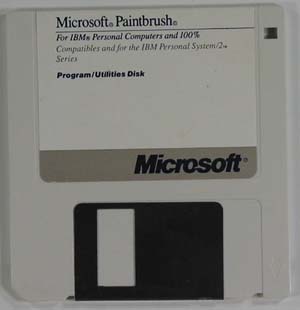 Microsoft® Paintbrush®
For IBM® Personal Computers and 100%
Compatibles and for the IBM Personal System/2™
Series
Program/Utilities Disk
Microsoft®